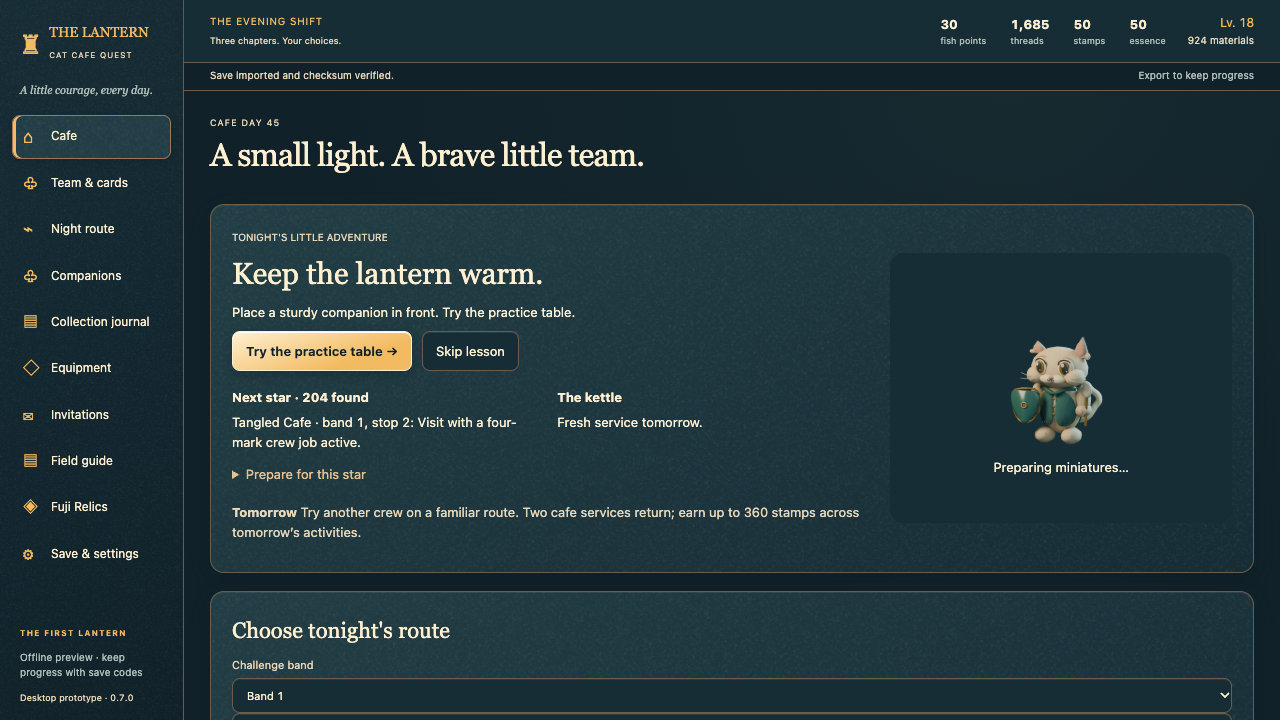 THE LANTERN
CAT CAFE QUEST
A little courage, every day.
Cafe
Team & cards
Night route
Companions
Collection journal
Equipment
Invitations
Field guide
Fuji Relics
Save & settings
THE FIRST LANTERN
Offline preview · keep
progress with save codes
Desktop prototype · 0.7.0
THE EVENING SHIFT
Three chapters. Your choices.
30
fish points
1,685
threads
50
stamps
50
essence
Lv. 18
924 materials
Save imported and checksum verified.
Export to keep progress
CAFE DAY 45
A small light. A brave little team.
TONIGHT'S LITTLE ADVENTURE
Keep the lantern warm.
Place a sturdy companion in front. Try the practice table.
Try the practice table →
Skip lesson
Next star · 204 found
Tangled Cafe · band 1, stop 2: Visit with a four-
mark crew job active.
The kettle
Fresh service tomorrow.
Prepare for this star
Tomorrow Try another crew on a familiar route. Two cafe services return; earn up to 360 stamps across
tomorrow's activities.
Preparing miniatures...
Choose tonight's route
Challenge band
Band 1